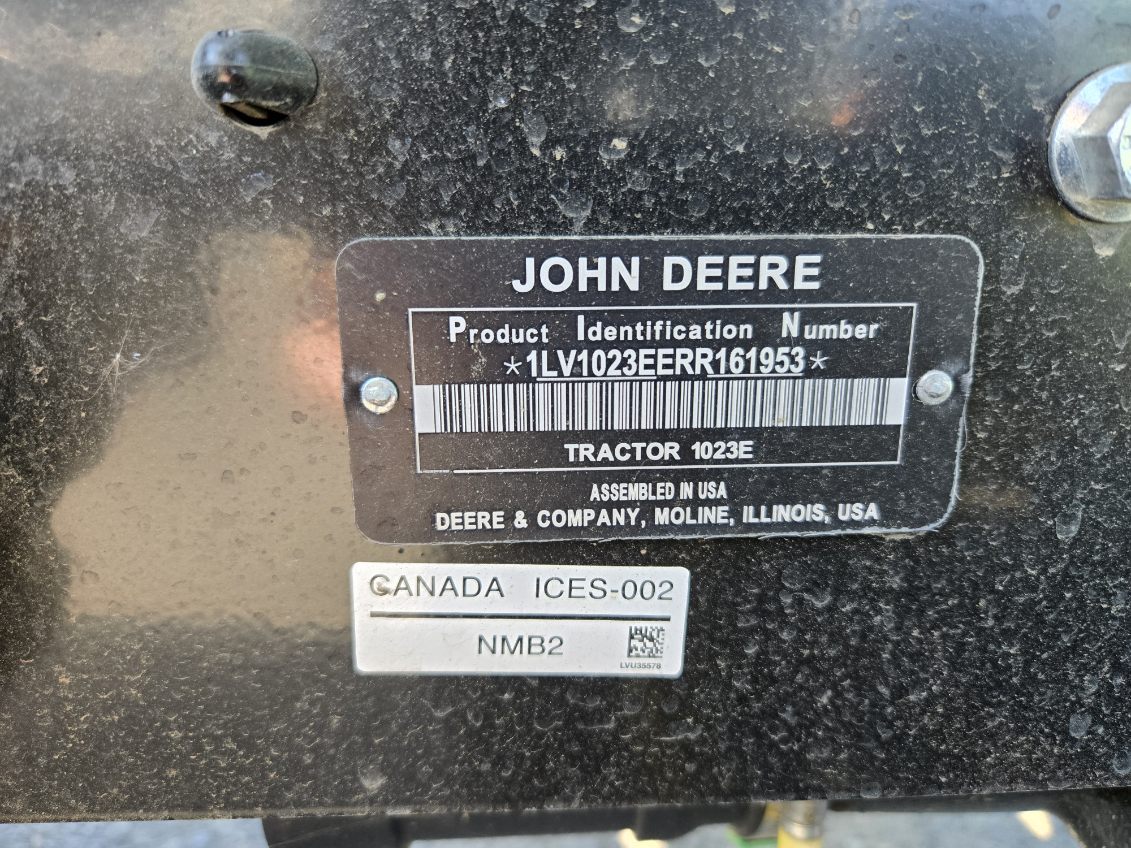 JOHN DEERE
Product Identification Number
*1LV1023EERR161953*
TRACTOR 1023E
ASSEMBLED IN USA
DEERE & COMPANY, MOLINE, ILLINOIS, USA
CANADA ICES-002
NMB2
LVU35578